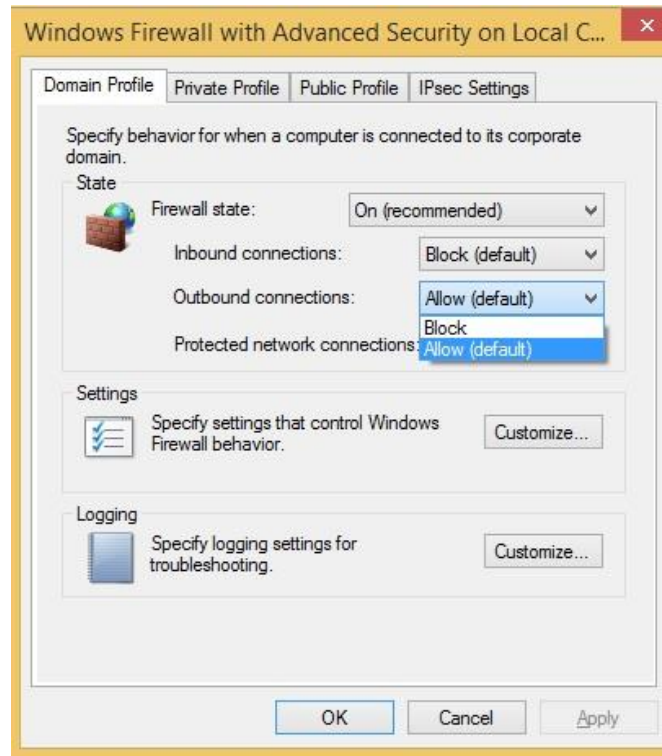 Windows Firewall with Advanced Security on Local C...
Domain Profile
Private Profile
Public Profile
IPsec Settings
Specify behavior for when a computer is connected to its corporate
domain.
State
Firewall state:
On (recommended)
Inbound connections:
Block (default)
Outbound connections:
Allow (default)
Block
Protected network connections:
Allow (default)
Settings
Specify settings that control Windows
Firewall behavior.
Customize...
Logging
Specify logging settings for
troubleshooting.
Customize...
OK
Cancel
Apply